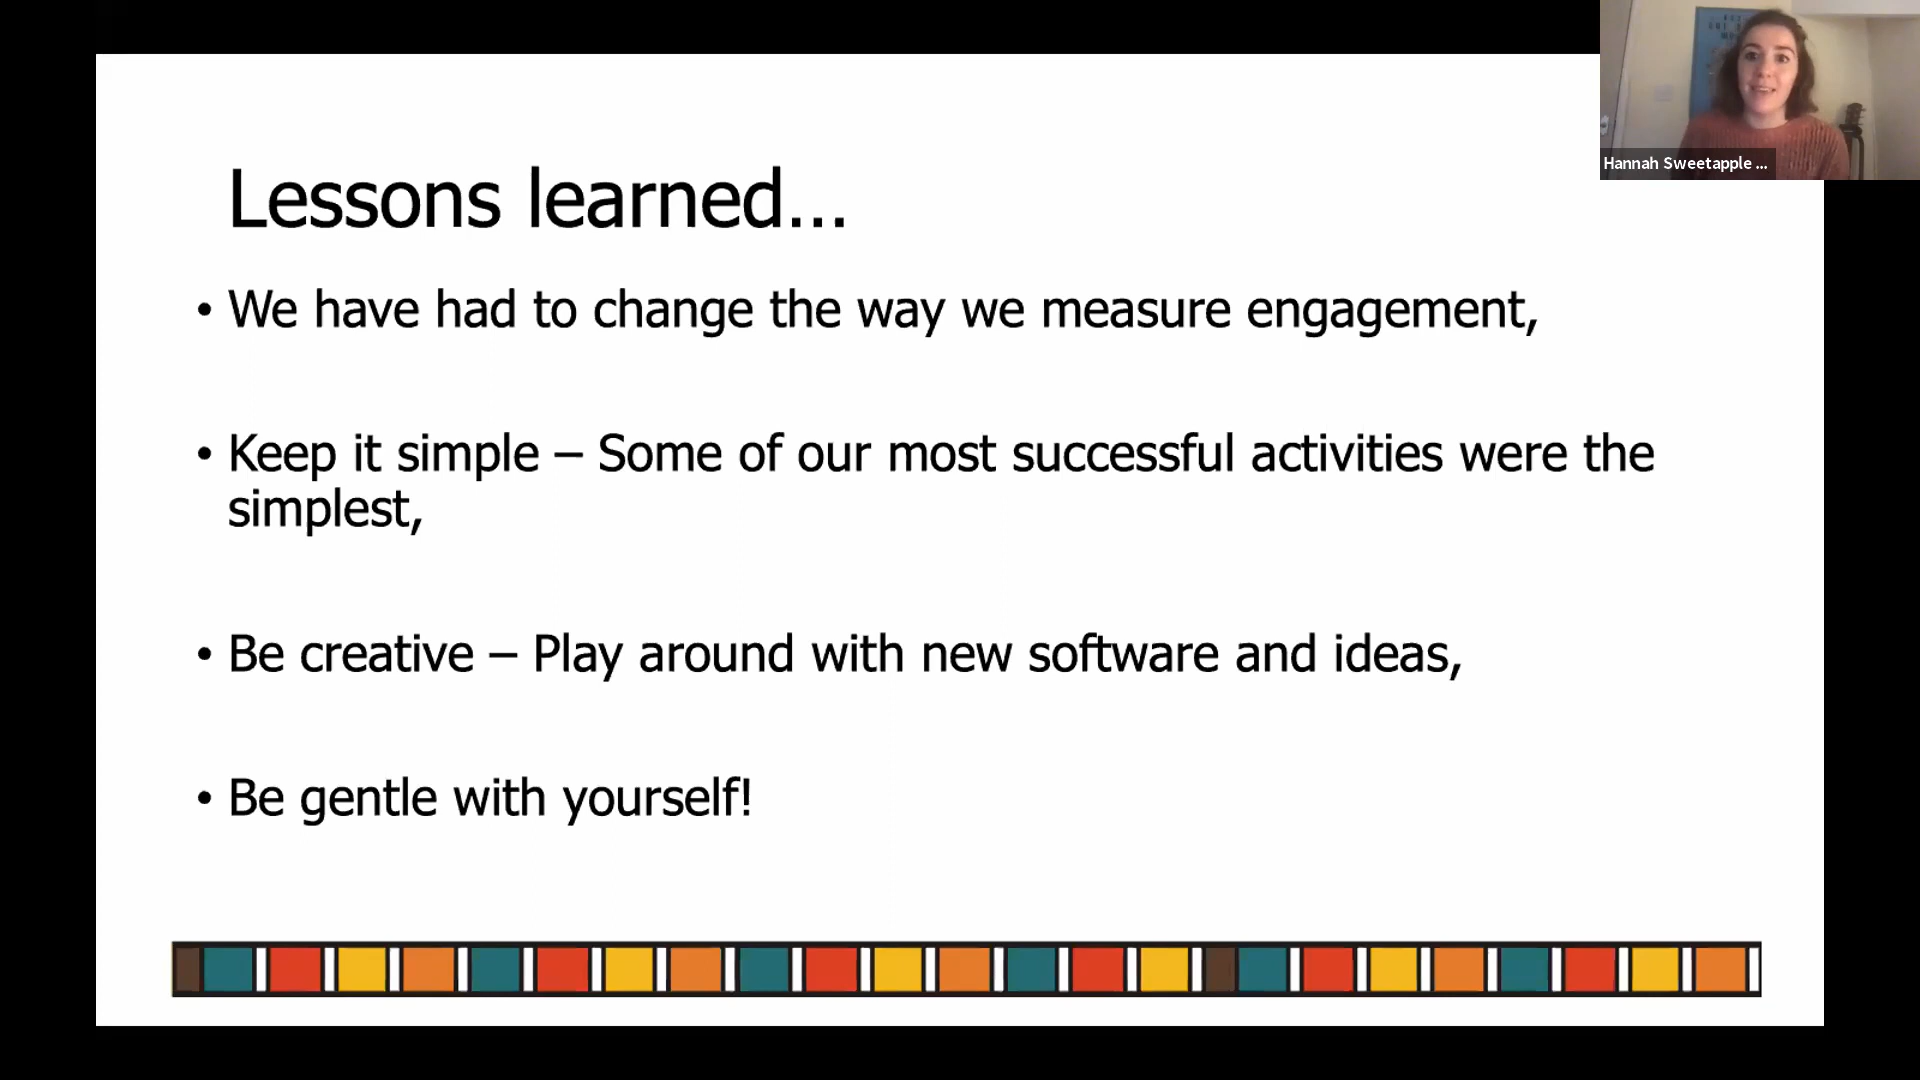 Hannah Sweetapple ...
Lessons learned...
• We have had to change the way we measure engagement,
• Keep it simple – Some of our most successful activities were the
simplest,
• Be creative – Play around with new software and ideas,
• Be gentle with yourself!